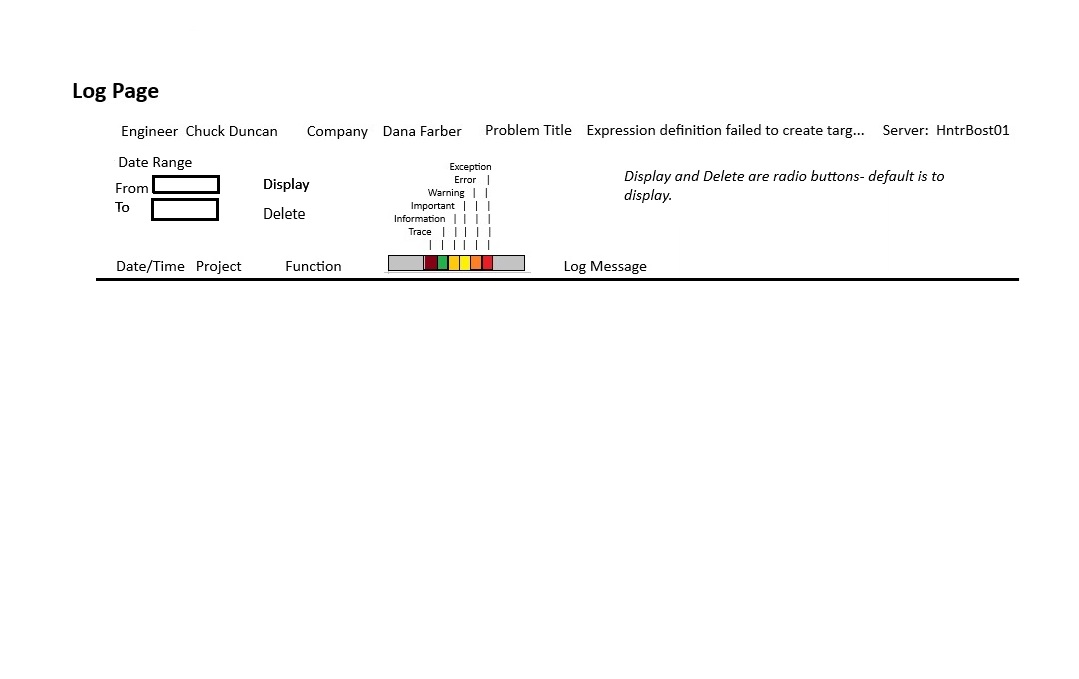 Log Page
Engineer Chuck Duncan Company Dana Farber Problem Title Expression definition failed to create targ... Server: HntrBost01
Date Range
From
To
Display
Delete
Exception
Error
Warning
Important
Information
Trace
Display and Delete are radio buttons- default is to
display.
Date/Time Project Function Log Message